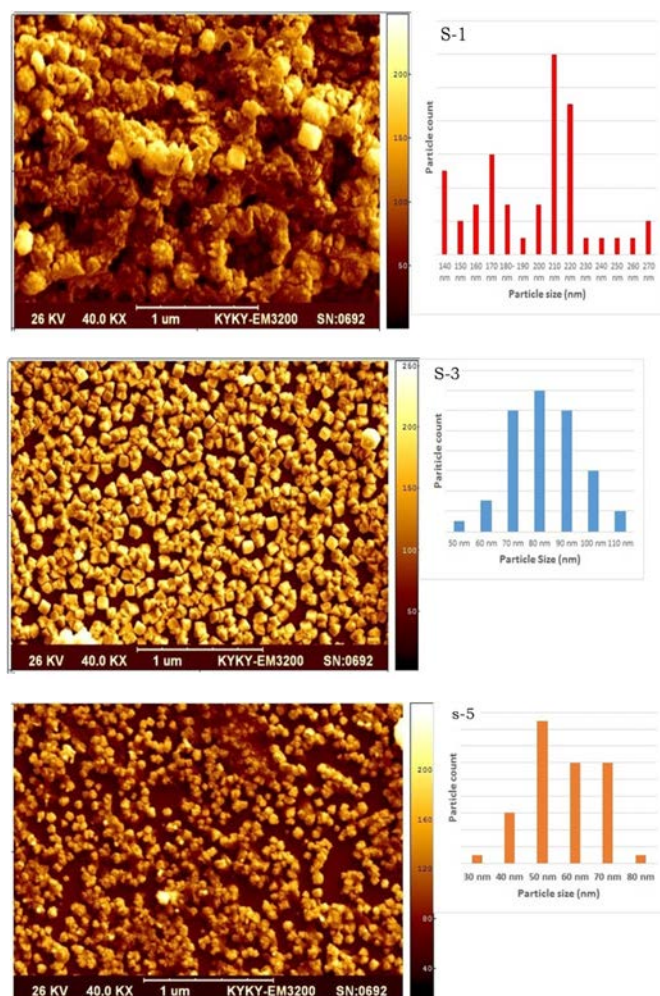 S-1
200
150
100
50
Particle count
140 nm 150 nm 160 nm 170 nm 180- nm 190 nm 200 nm 210 nm 220 nm 230 nm 240 nm 250 nm 260 nm 270 nm
Particle size (nm)
26 KV 40.0 KX 1 um KYKY-EM3200 SN:0692
S-3
250
200
150
100
50
Pariticle count
50 nm 60 nm 70 nm 80 nm 90 nm 100 nm 110 nm
Particle Size (nm)
26 KV 40.0 KX 1 um KYKY-EM3200 SN:0692
s-5
200
160
120
80
40
Particle count
30 nm 40 nm 50 nm 60 nm 70 nm 80 nm
Particle size (nm)
26 KV 40.0 KX 1 um KYKY-EM3200 SN:0692